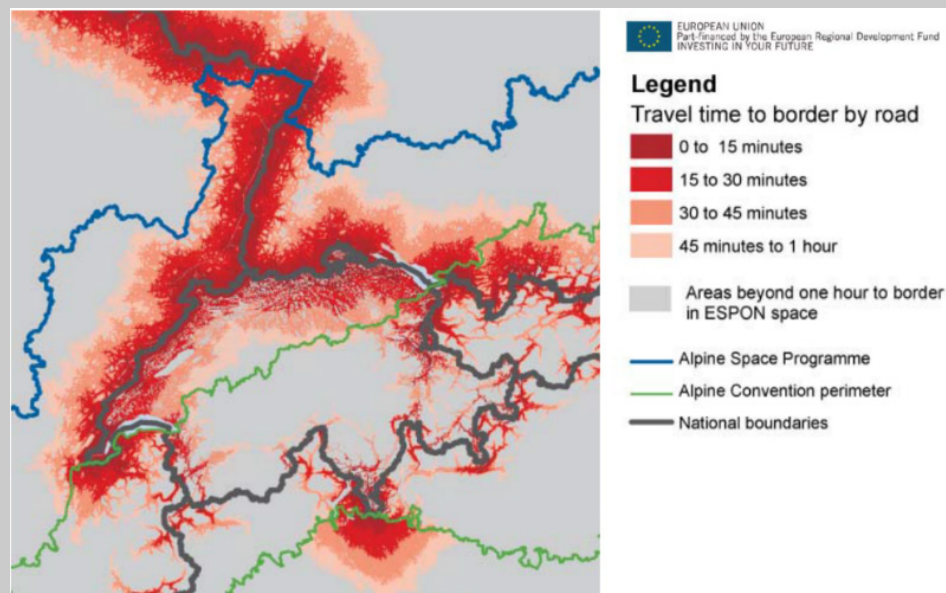 EUROPEAN UNION
Part-financed by the European Regional Development Fund
INVESTING IN YOUR FUTURE
Legend
Travel time to border by road
0 to 15 minutes
15 to 30 minutes
30 to 45 minutes
45 minutes to 1 hour
Areas beyond one hour to border
in ESPON space
Alpine Space Programme
Alpine Convention perimeter
National boundaries